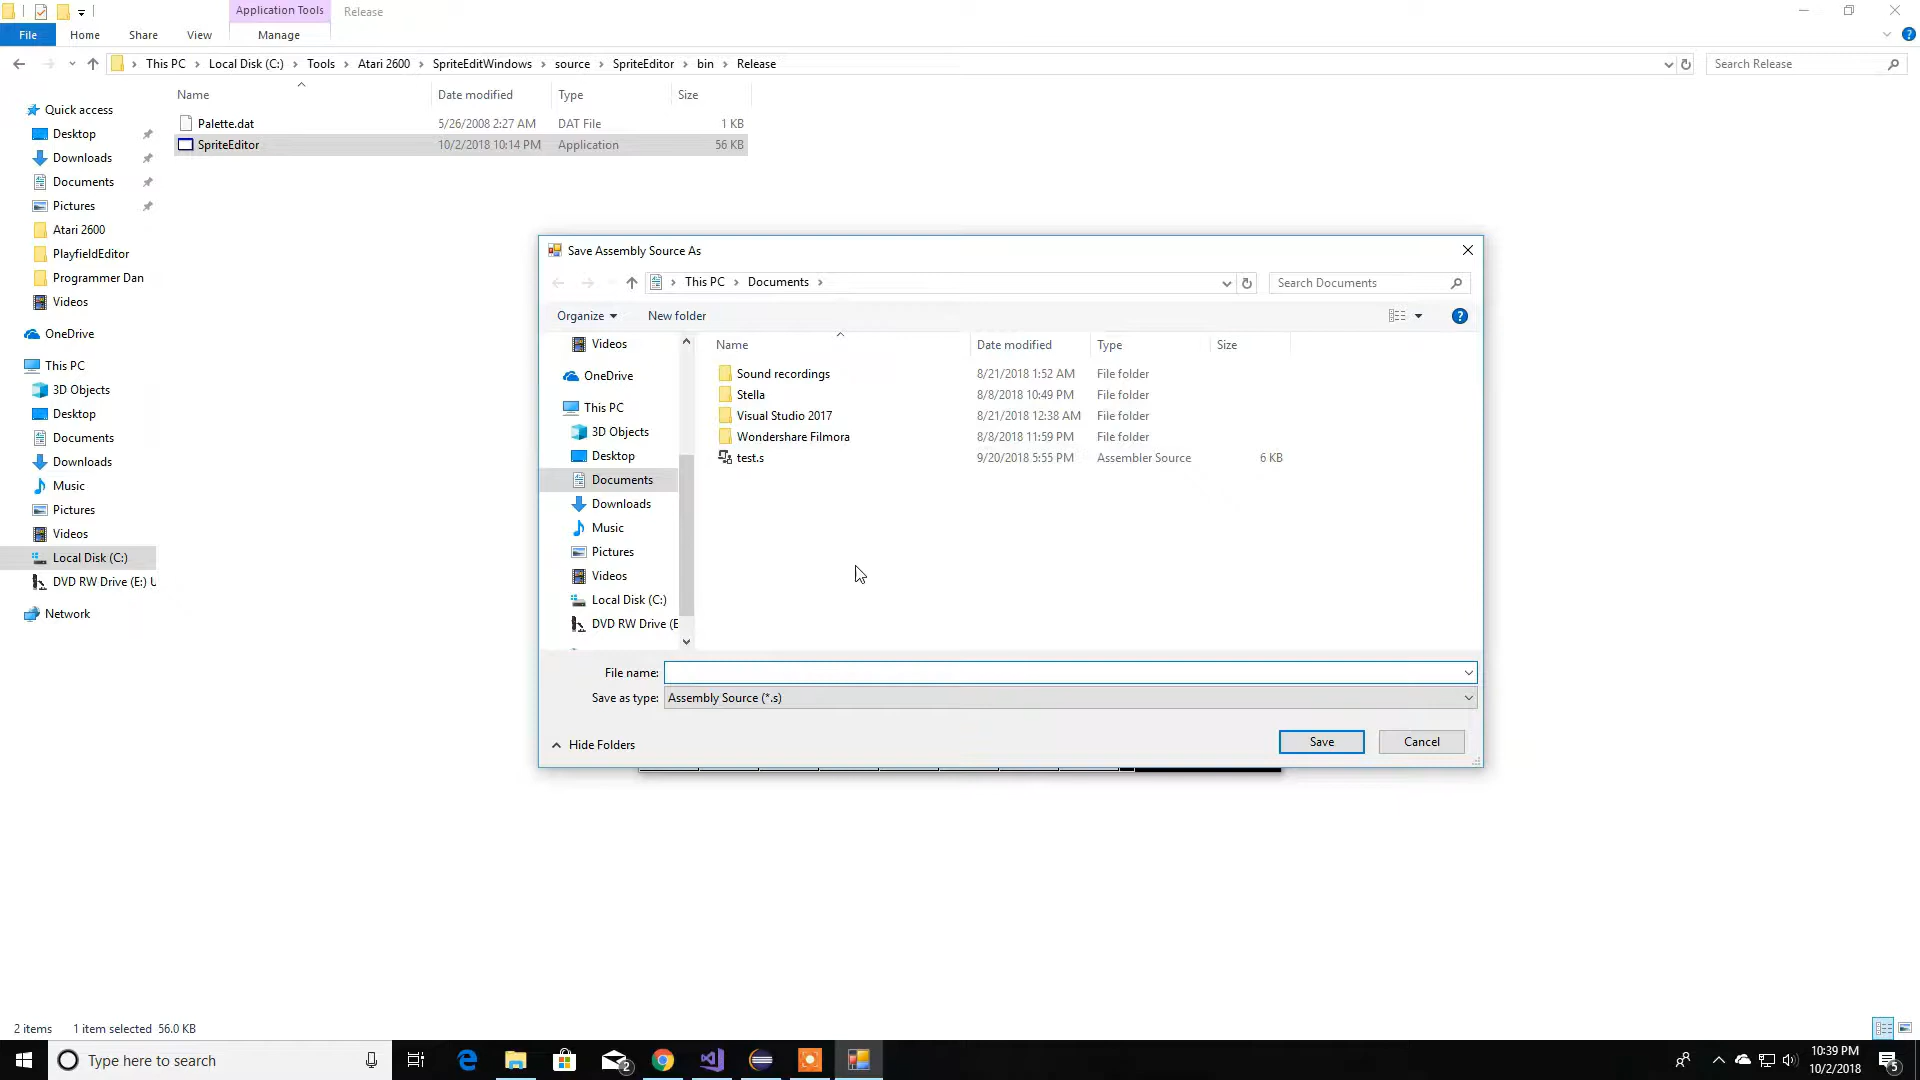 Application Tools
Release
File
Home
Share
View
Manage
This PC
Local Disk (C:)
Tools
Atari 2600
SpriteEditWindows
source
SpriteEditor
bin
Release
Search Release
Name
Date modified
Type
Size
Palette.dat
5/26/2008 2:27 AM
DAT File
1 KB
SpriteEditor
10/2/2018 10:14 PM
Application
56 KB
Quick access
Desktop
Downloads
Documents
Pictures
Atari 2600
PlayfieldEditor
Programmer Dan
Videos
OneDrive
This PC
3D Objects
Desktop
Documents
Downloads
Music
Pictures
Videos
Local Disk (C:)
DVD RW Drive (E:) U
Network
Save Assembly Source As
This PC
Documents
Search Documents
Organize
New folder
Videos
OneDrive
This PC
3D Objects
Desktop
Documents
Downloads
Music
Pictures
Videos
Local Disk (C:)
DVD RW Drive (E
Name
Date modified
Type
Size
Sound recordings
8/21/2018 1:52 AM
File folder
Stella
8/8/2018 10:49 PM
File folder
Visual Studio 2017
8/21/2018 12:38 AM
File folder
Wondershare Filmora
8/8/2018 11:59 PM
File folder
test.s
9/20/2018 5:55 PM
Assembler Source
6 KB
File name:
Save as type:
Assembly Source (*.s)
Hide Folders
Save
Cancel
2 items
1 item selected 56.0 KB
Type here to search
2
10:39 PM
10/2/2018
5